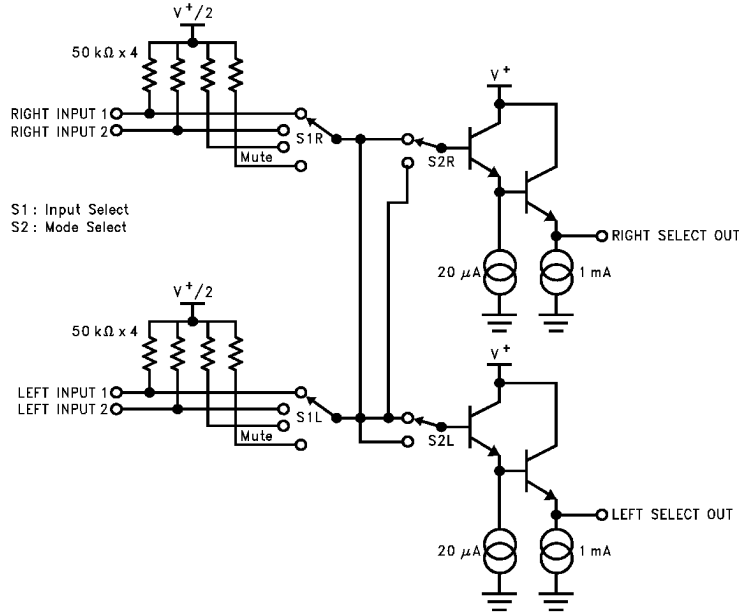 V+/2
50 kΩ x 4
V+
RIGHT INPUT 1
RIGHT INPUT 2
S1R
S2R
Mute
S1 : Input Select
S2 : Mode Select
RIGHT SELECT OUT
20 μA
1 mA
V+/2
50 kΩ x 4
V+
LEFT INPUT 1
LEFT INPUT 2
S1L
S2L
Mute
LEFT SELECT OUT
20 μA
1 mA